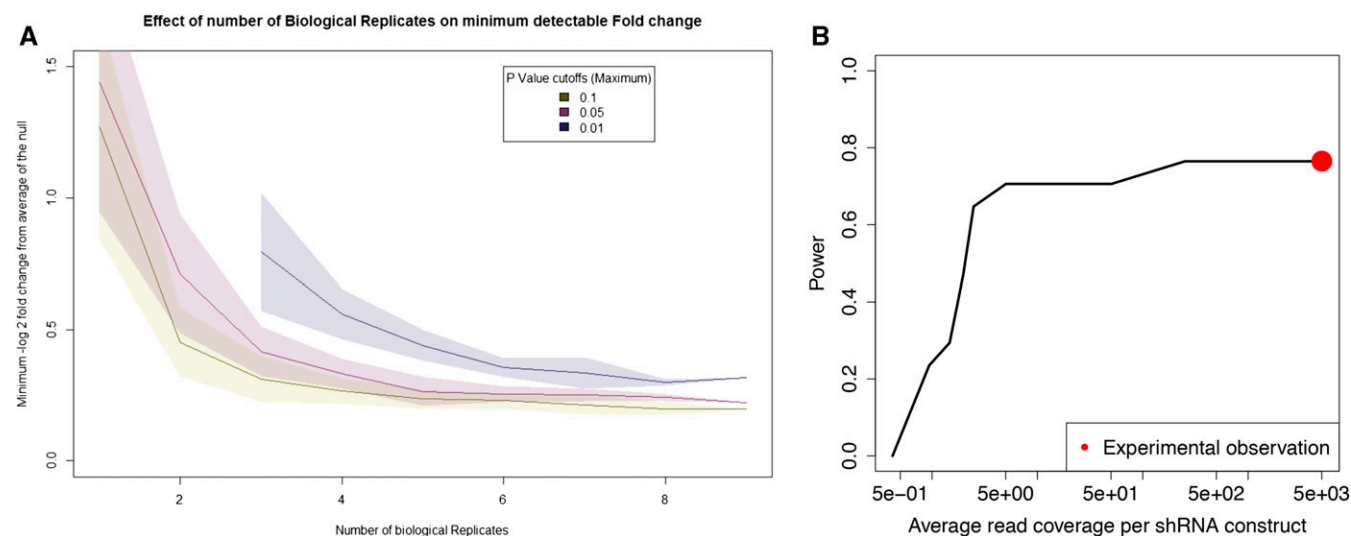 Effect of number of Biological Replicates on minimum detectable Fold change
A
Minimum -log 2 fold change from average of the null
1.5
1.0
0.5
0.0
P Value cutoffs (Maximum)
0.1
0.05
0.01
2
4
6
8
Number of biological Replicates
B
Power
1.0
0.8
0.6
0.4
0.2
0.0
Experimental observation
5e−01
5e+00
5e+01
5e+02
5e+03
Average read coverage per shRNA construct